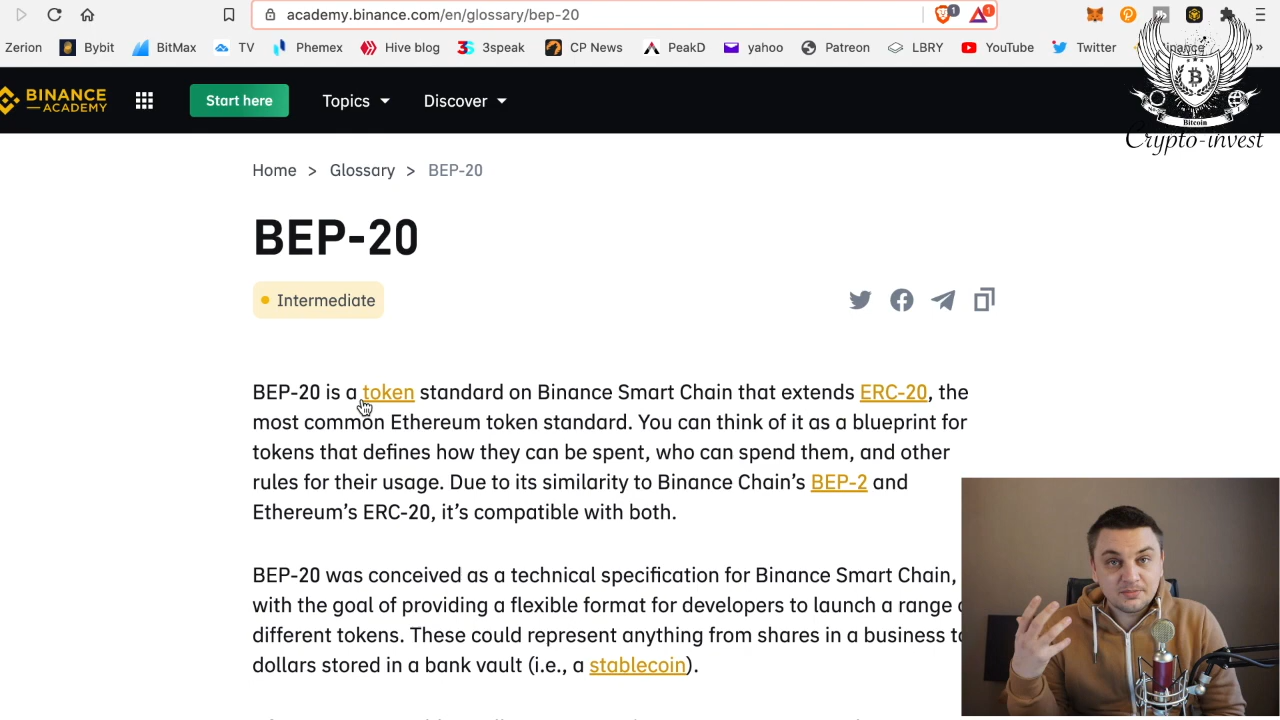 academy.binance.com/en/glossary/bep-20
1
1
Zerion Bybit BitMax TV Phemex Hive blog 3speak CP News PeakD yahoo Patreon LBRY YouTube Twitter »
BINANCE
ACADEMY
Start here
Topics
Discover
Bitcoin
Crypto-invest
Home > Glossary > BEP-20
BEP-20
Intermediate
BEP-20 is a token standard on Binance Smart Chain that extends ERC-20, the
most common Ethereum token standard. You can think of it as a blueprint for
tokens that defines how they can be spent, who can spend them, and other
rules for their usage. Due to its similarity to Binance Chain’s BEP-2 and
Ethereum’s ERC-20, it’s compatible with both.
BEP-20 was conceived as a technical specification for Binance Smart Chain,
with the goal of providing a flexible format for developers to launch a range
different tokens. These could represent anything from shares in a business
dollars stored in a bank vault (i.e., a stablecoin).